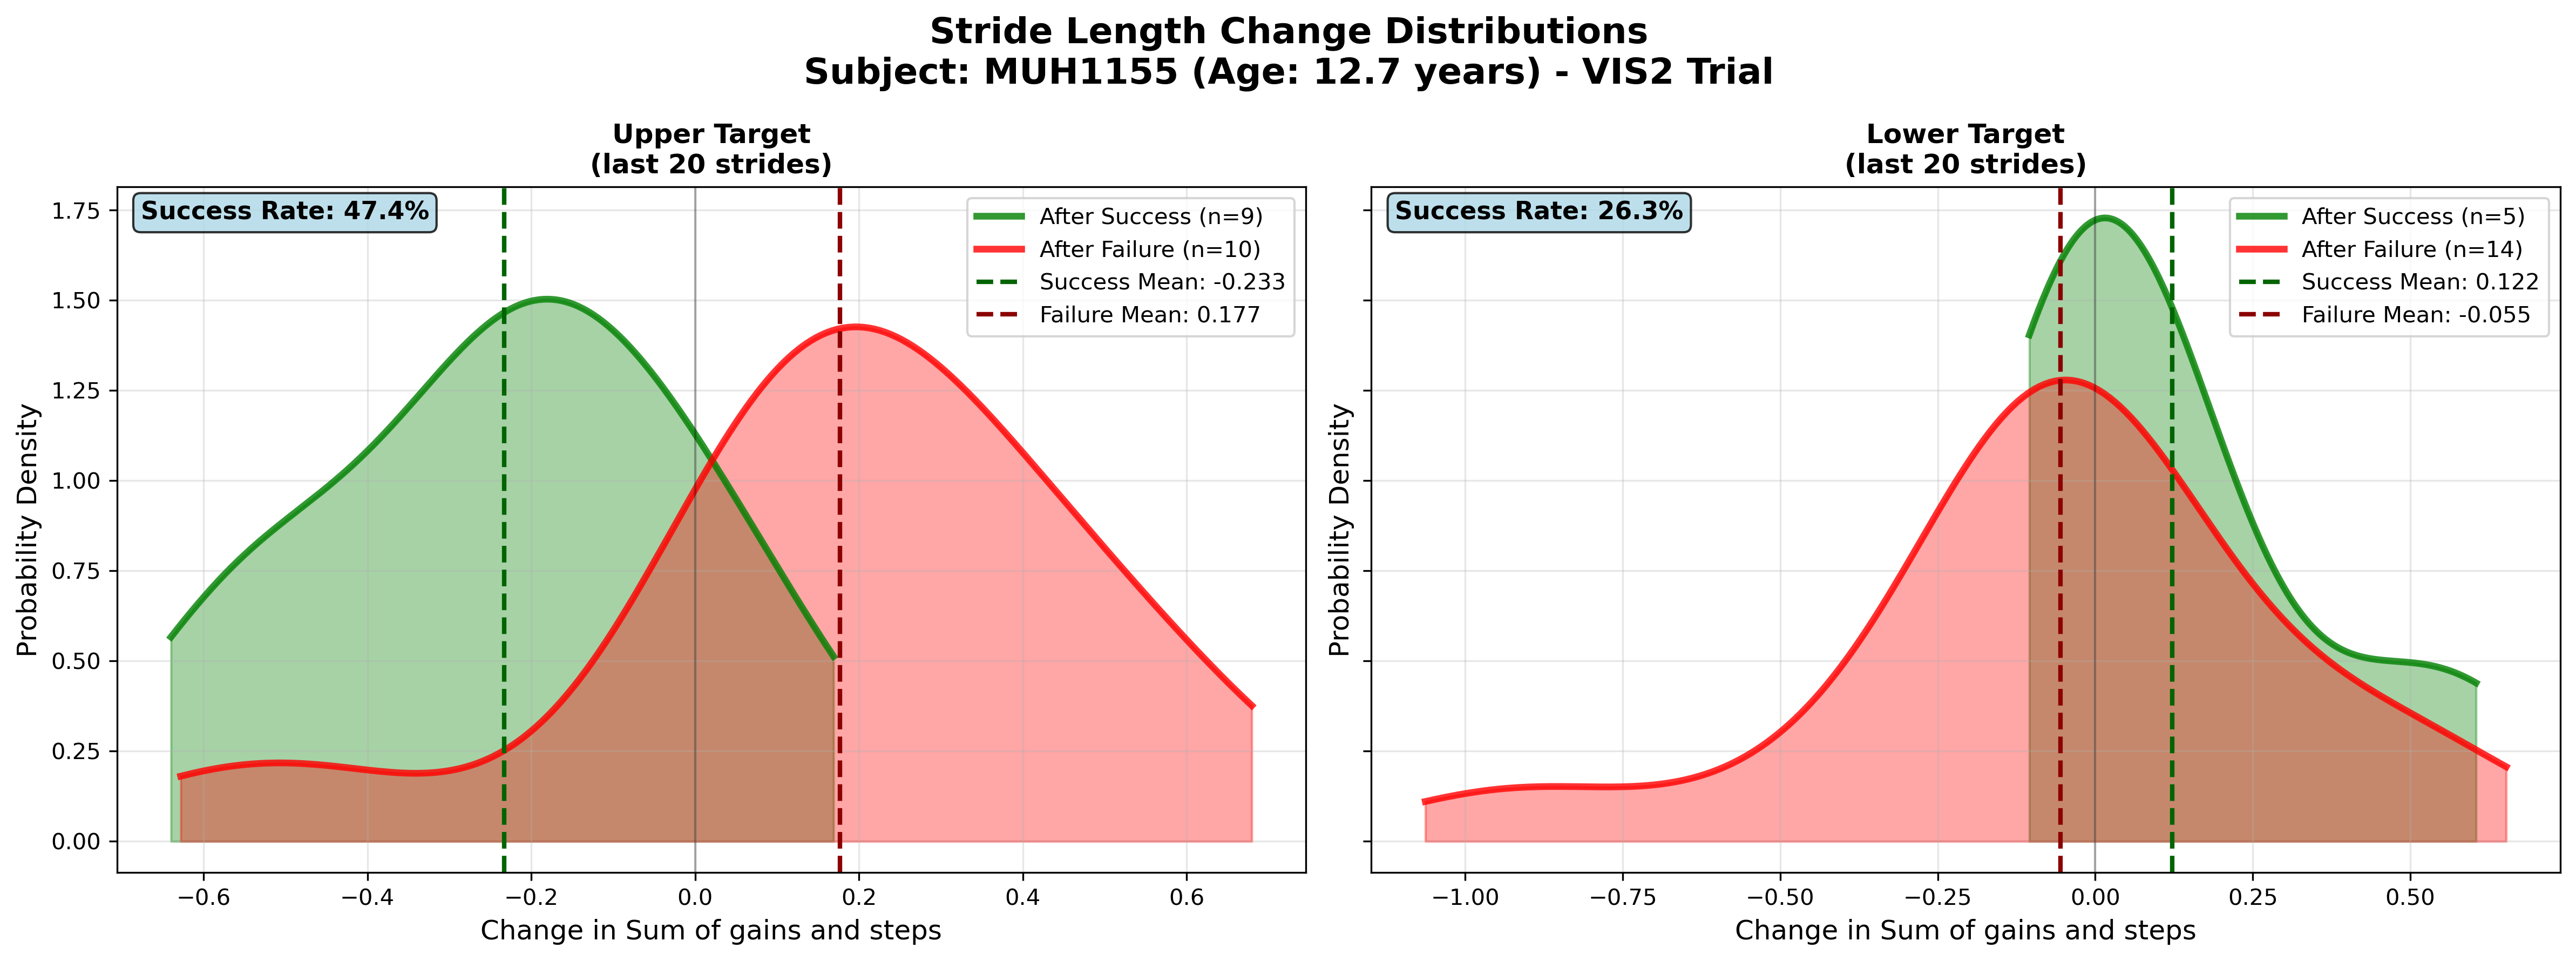 Stride Length Change Distributions
Subject: MUH1155 (Age: 12.7 years) - VIS2 Trial
Upper Target
(last 20 strides)
Success Rate: 47.4%
After Success (n=9)
After Failure (n=10)
Success Mean: -0.233
Failure Mean: 0.177
1.75
1.50
1.25
1.00
0.75
0.50
0.25
0.00
Probability Density
−0.6
−0.4
−0.2
0.0
0.2
0.4
0.6
Change in Sum of gains and steps
Lower Target
(last 20 strides)
Success Rate: 26.3%
After Success (n=5)
After Failure (n=14)
Success Mean: 0.122
Failure Mean: -0.055
Probability Density
−1.00
−0.75
−0.50
−0.25
0.00
0.25
0.50
Change in Sum of gains and steps